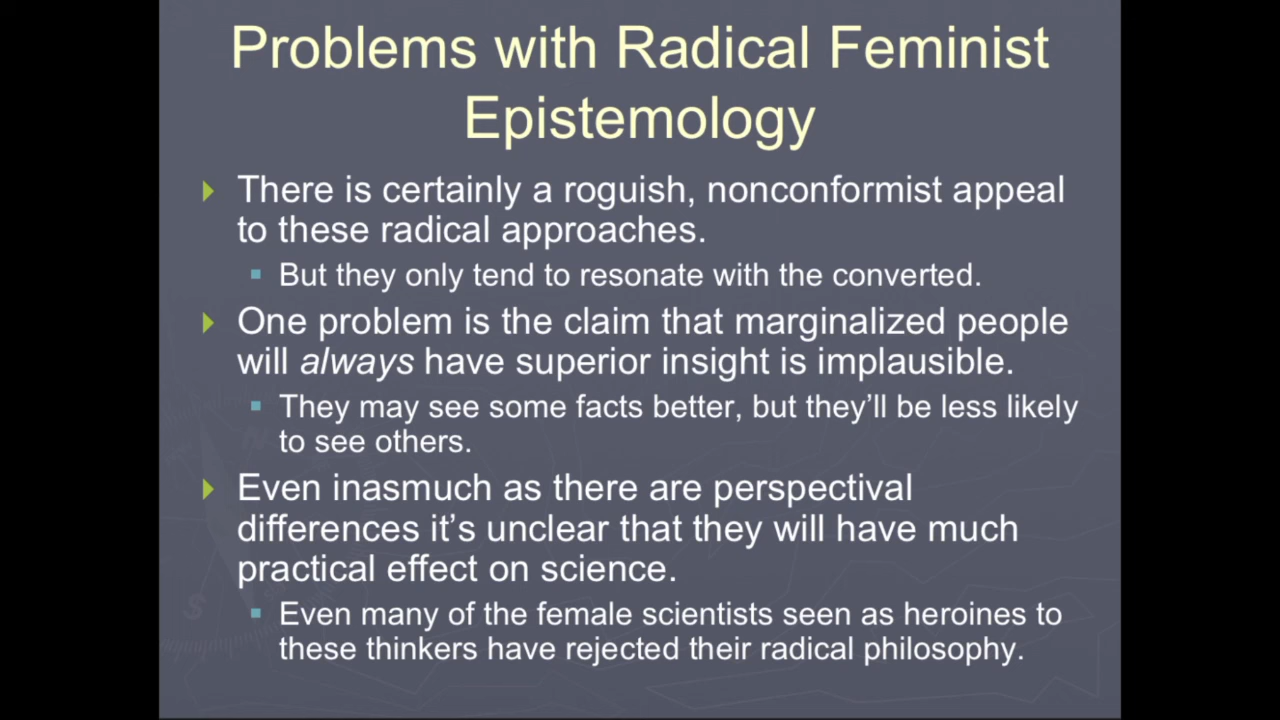 Problems with Radical Feminist
Epistemology
There is certainly a roguish, nonconformist appeal
to these radical approaches.
But they only tend to resonate with the converted.
One problem is the claim that marginalized people
will always have superior insight is implausible.
They may see some facts better, but they'll be less likely
to see others.
Even inasmuch as there are perspectival
differences it's unclear that they will have much
practical effect on science.
Even many of the female scientists seen as heroines to
these thinkers have rejected their radical philosophy.